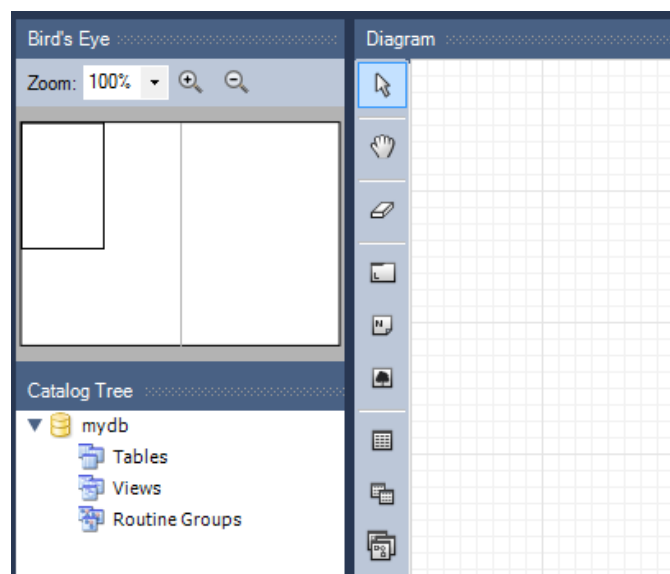 Bird's Eye
Diagram
Zoom: 100%
Catalog Tree
mydb
Tables
Views
Routine Groups